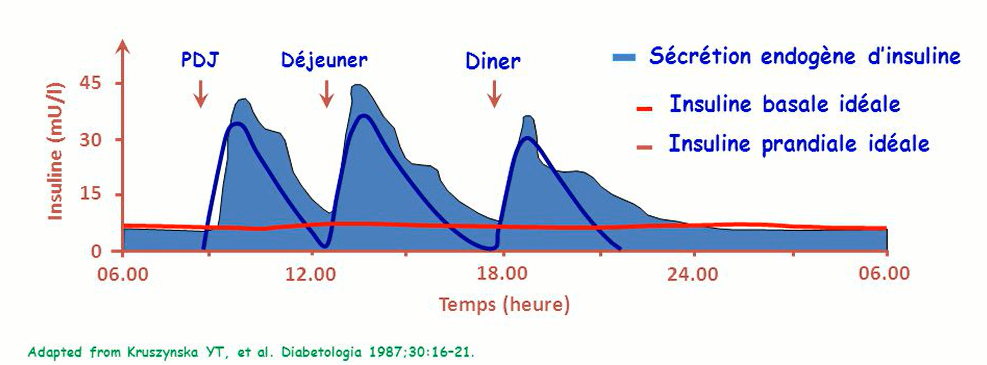 PDJ
Déjeuner
Diner
Sécrétion endogène d'insuline
Insuline basale idéale
Insuline prandiale idéale
Insuline (mU/l)
45
30
15
0
06.00
12.00
18.00
24.00
06.00
Temps (heure)
Adapted from Kruszynska YT, et al. Diabetologia 1987;30:16-21.